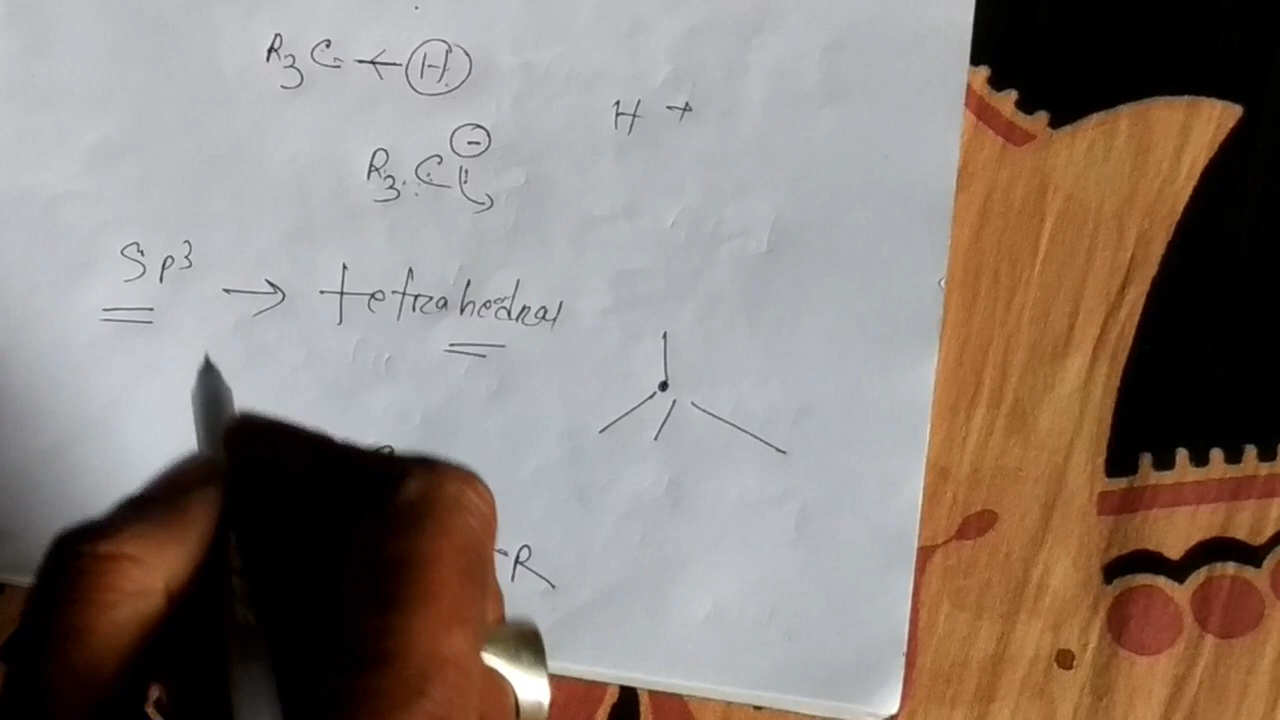 R₃C ← H
H +
R₃C:⊖
Sp³ → tetrahedral
R